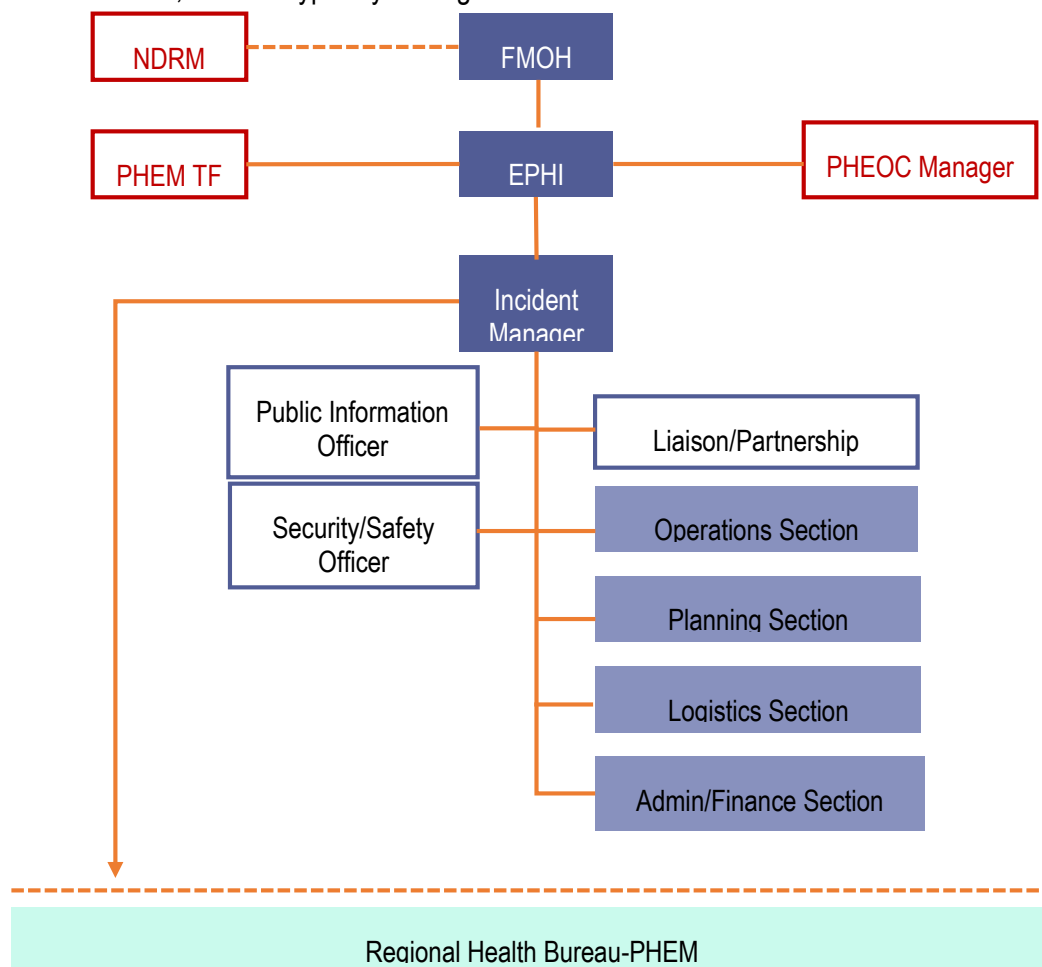 NDRM
FMOH
PHEM TF
EPHI
PHEOC Manager
Incident
Manager
Public Information
Officer
Liaison/Partnership
Security/Safety
Officer
Operations Section
Planning Section
Logistics Section
Admin/Finance Section
Regional Health Bureau-PHEM